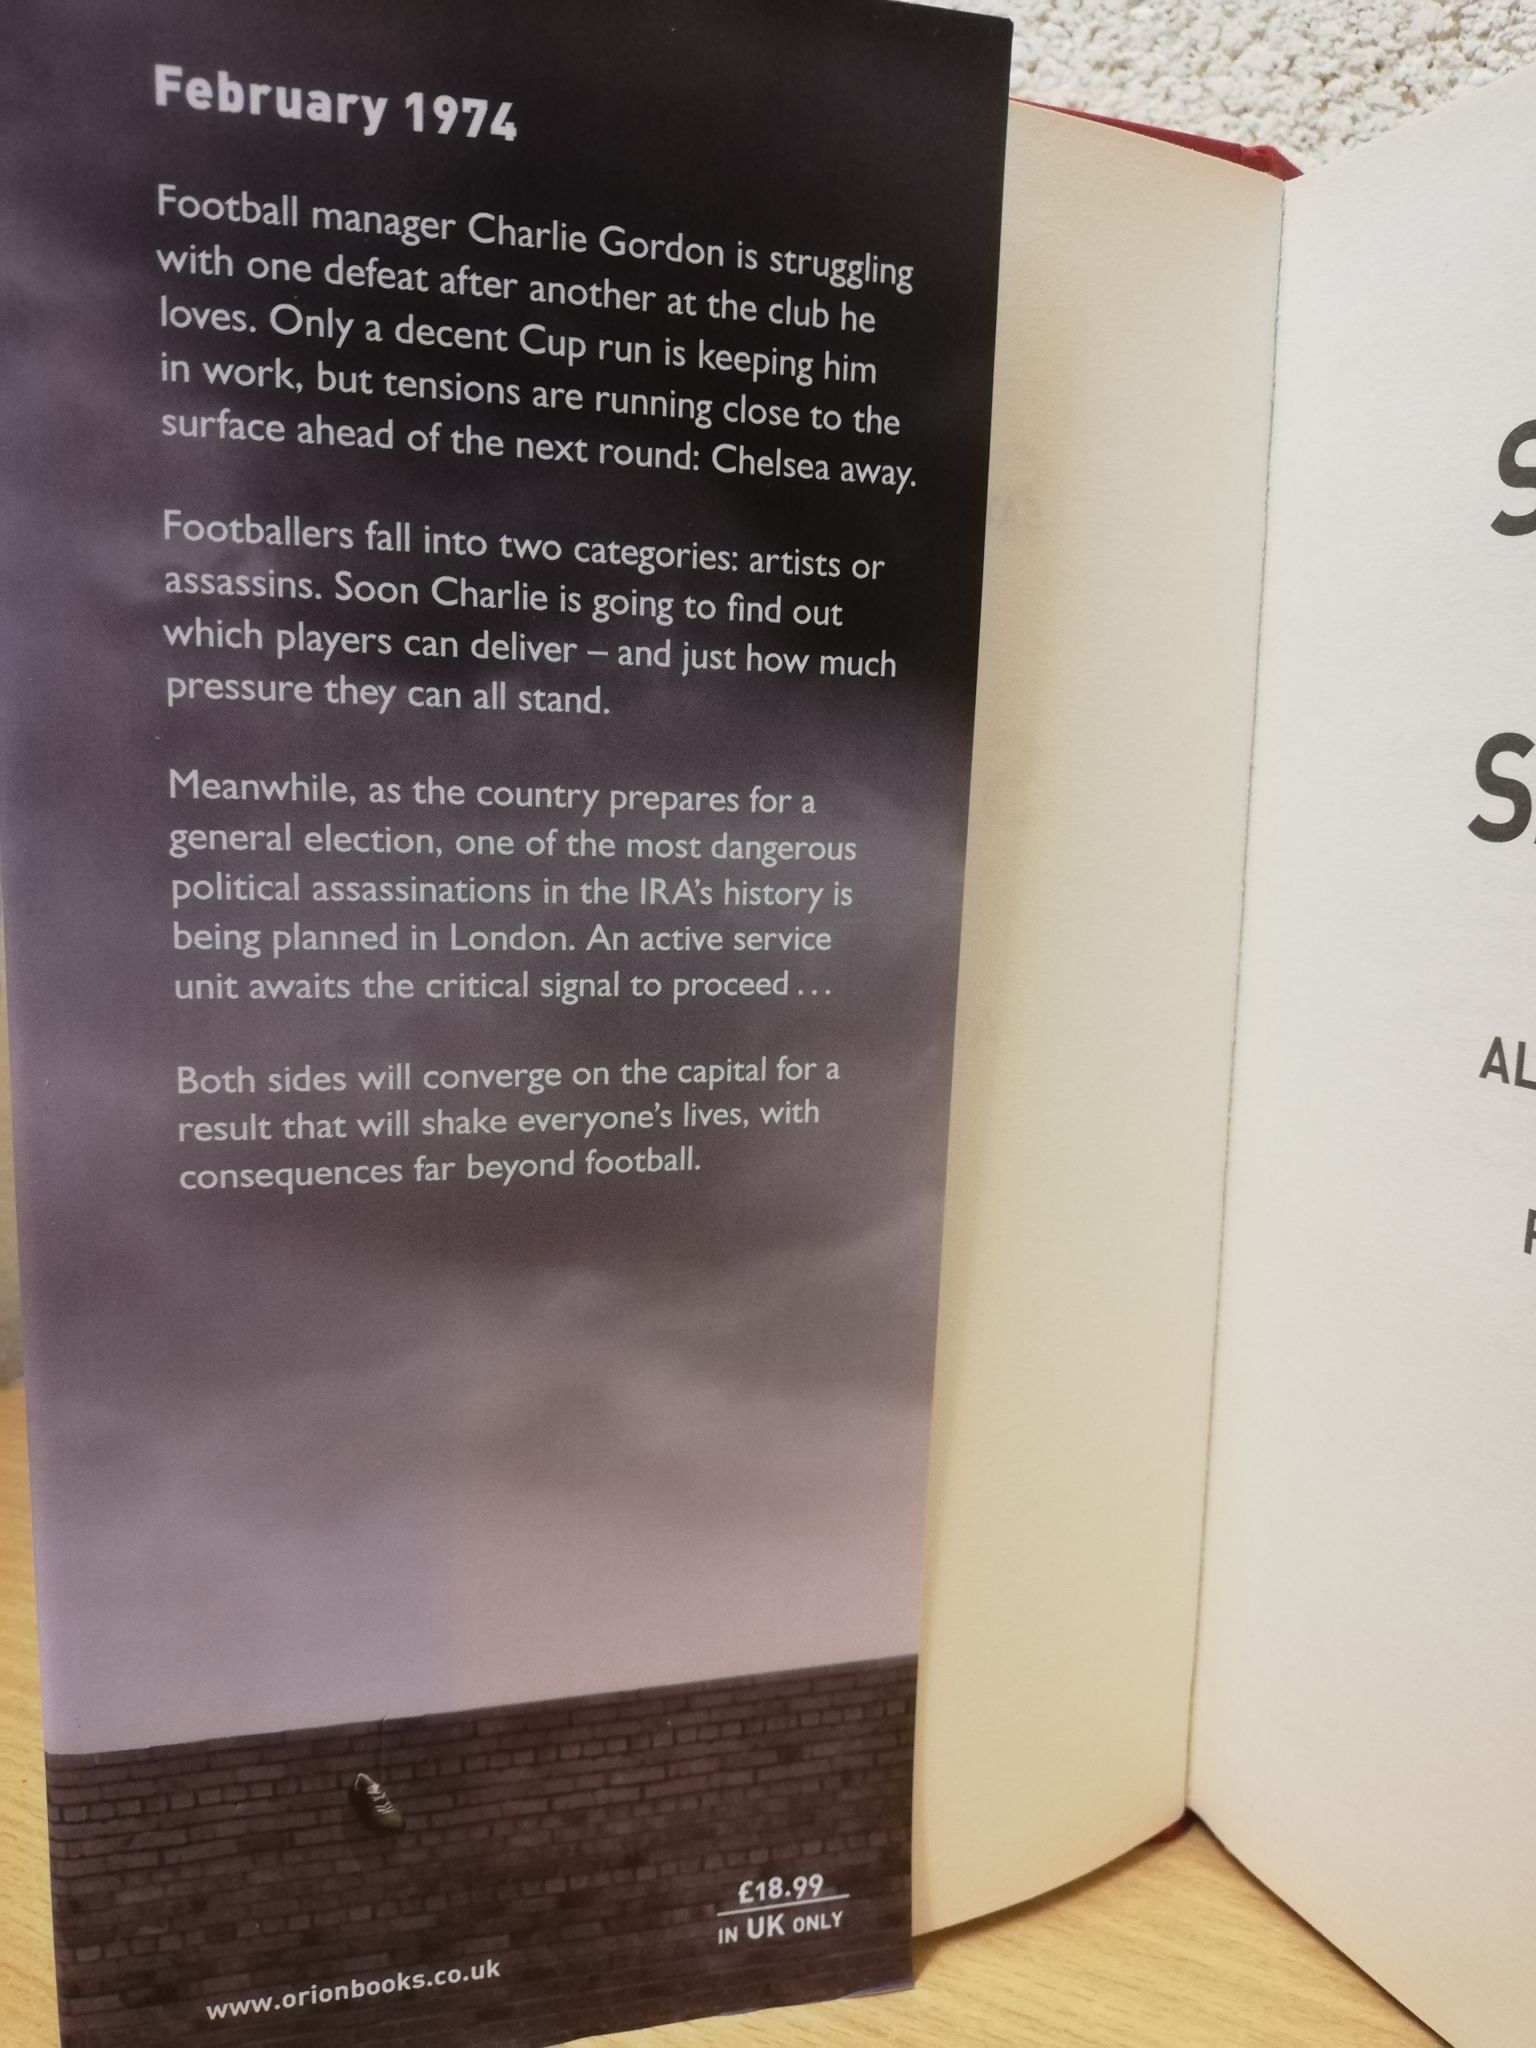 February 1974
Football manager Charlie Gordon is struggling
with one defeat after another at the club he
loves. Only a decent Cup run is keeping him
in work, but tensions are running close to the
surface ahead of the next round: Chelsea away.
Footballers fall into two categories: artists or
assassins. Soon Charlie is going to find out
which players can deliver – and just how much
pressure they can all stand.
Meanwhile, as the country prepares for a
general election, one of the most dangerous
political assassinations in the IRA's history is
being planned in London. An active service
unit awaits the critical signal to proceed...
Both sides will converge on the capital for a
result that will shake everyone's lives, with
consequences far beyond football.
£18.99
IN UK ONLY
www.orionbooks.co.uk
S
S
AL